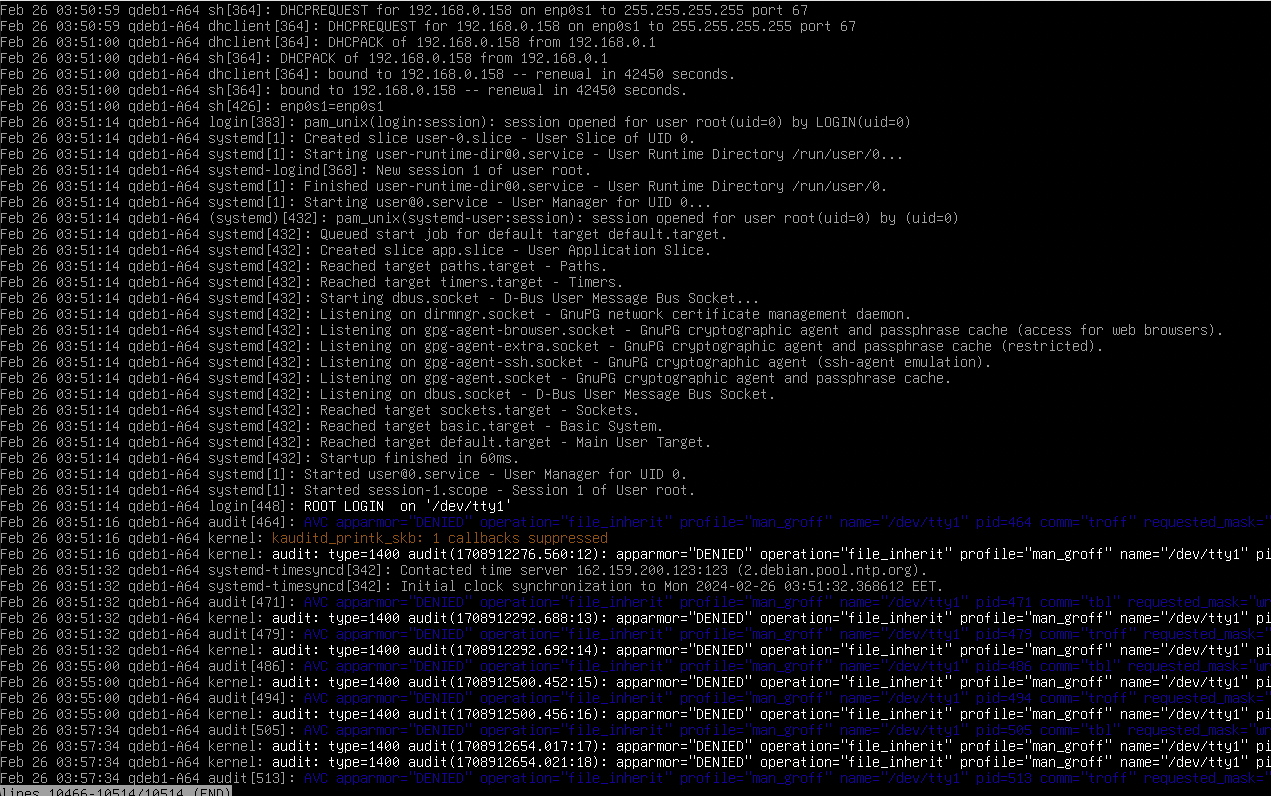 Feb 26 03:50:59 qdeb1-A64 sh[364]: DHCPREQUEST for 192.168.0.158 on enp0s1 to 255.255.255.255 port 67
Feb 26 03:50:59 qdeb1-A64 dhclient[364]: DHCPREQUEST for 192.168.0.158 on enp0s1 to 255.255.255.255 port 67
Feb 26 03:51:00 qdeb1-A64 dhclient[364]: DHCPACK of 192.168.0.158 from 192.168.0.1
Feb 26 03:51:00 qdeb1-A64 sh[364]: DHCPACK of 192.168.0.158 from 192.168.0.1
Feb 26 03:51:00 qdeb1-A64 dhclient[364]: bound to 192.168.0.158 -- renewal in 42450 seconds.
Feb 26 03:51:00 qdeb1-A64 sh[364]: bound to 192.168.0.158 -- renewal in 42450 seconds.
Feb 26 03:51:00 qdeb1-A64 sh[426]: enp0s1=enp0s1
Feb 26 03:51:14 qdeb1-A64 login[383]: pam_unix(login:session): session opened for user root(uid=0) by LOGIN(uid=0)
Feb 26 03:51:14 qdeb1-A64 systemd[1]: Created slice user-0.slice - User Slice of UID 0.
Feb 26 03:51:14 qdeb1-A64 systemd[1]: Starting user-runtime-dir@0.service - User Runtime Directory /run/user/0...
Feb 26 03:51:14 qdeb1-A64 systemd-logind[368]: New session 1 of user root.
Feb 26 03:51:14 qdeb1-A64 systemd[1]: Finished user-runtime-dir@0.service - User Runtime Directory /run/user/0.
Feb 26 03:51:14 qdeb1-A64 systemd[1]: Starting user@0.service - User Manager for UID 0...
Feb 26 03:51:14 qdeb1-A64 (systemd)[432]: pam_unix(systemd-user:session): session opened for user root(uid=0) by (uid=0)
Feb 26 03:51:14 qdeb1-A64 systemd[432]: Queued start job for default target default.target.
Feb 26 03:51:14 qdeb1-A64 systemd[432]: Created slice app.slice - User Application Slice.
Feb 26 03:51:14 qdeb1-A64 systemd[432]: Reached target paths.target - Paths.
Feb 26 03:51:14 qdeb1-A64 systemd[432]: Reached target timers.target - Timers.
Feb 26 03:51:14 qdeb1-A64 systemd[432]: Starting dbus.socket - D-Bus User Message Bus Socket...
Feb 26 03:51:14 qdeb1-A64 systemd[432]: Listening on dirmngr.socket - GnuPG network certificate management daemon.
Feb 26 03:51:14 qdeb1-A64 systemd[432]: Listening on gpg-agent-browser.socket - GnuPG cryptographic agent and passphrase cache (access for web browsers).
Feb 26 03:51:14 qdeb1-A64 systemd[432]: Listening on gpg-agent-extra.socket - GnuPG cryptographic agent and passphrase cache (restricted).
Feb 26 03:51:14 qdeb1-A64 systemd[432]: Listening on gpg-agent-ssh.socket - GnuPG cryptographic agent (ssh-agent emulation).
Feb 26 03:51:14 qdeb1-A64 systemd[432]: Listening on gpg-agent.socket - GnuPG cryptographic agent and passphrase cache.
Feb 26 03:51:14 qdeb1-A64 systemd[432]: Listening on dbus.socket - D-Bus User Message Bus Socket.
Feb 26 03:51:14 qdeb1-A64 systemd[432]: Reached target sockets.target - Sockets.
Feb 26 03:51:14 qdeb1-A64 systemd[432]: Reached target basic.target - Basic System.
Feb 26 03:51:14 qdeb1-A64 systemd[432]: Reached target default.target - Main User Target.
Feb 26 03:51:14 qdeb1-A64 systemd[432]: Startup finished in 60ms.
Feb 26 03:51:14 qdeb1-A64 systemd[1]: Started user@0.service - User Manager for UID 0.
Feb 26 03:51:14 qdeb1-A64 systemd[1]: Started session-1.scope - Session 1 of User root.
Feb 26 03:51:14 qdeb1-A64 login[448]: ROOT LOGIN  on '/dev/tty1'
Feb 26 03:51:16 qdeb1-A64 audit[464]: AVC apparmor="DENIED" operation="file_inherit" profile="man_groff" name="/dev/tty1" pid=464 comm="troff" requested_mask="
Feb 26 03:51:16 qdeb1-A64 kernel: kauditd_printk_skb: 1 callbacks suppressed
Feb 26 03:51:16 qdeb1-A64 kernel: audit: type=1400 audit(1708912276.560:12): apparmor="DENIED" operation="file_inherit" profile="man_groff" name="/dev/tty1" pi
Feb 26 03:51:32 qdeb1-A64 systemd-timesyncd[342]: Contacted time server 162.159.200.123:123 (2.debian.pool.ntp.org).
Feb 26 03:51:32 qdeb1-A64 systemd-timesyncd[342]: Initial clock synchronization to Mon 2024-02-26 03:51:32.368612 EET.
Feb 26 03:51:32 qdeb1-A64 audit[471]: AVC apparmor="DENIED" operation="file_inherit" profile="man_groff" name="/dev/tty1" pid=471 comm="tbl" requested_mask="wr
Feb 26 03:51:32 qdeb1-A64 kernel: audit: type=1400 audit(1708912292.688:13): apparmor="DENIED" operation="file_inherit" profile="man_groff" name="/dev/tty1" pi
Feb 26 03:51:32 qdeb1-A64 audit[479]: AVC apparmor="DENIED" operation="file_inherit" profile="man_groff" name="/dev/tty1" pid=479 comm="tbl" requested_mask="wr
Feb 26 03:51:32 qdeb1-A64 kernel: audit: type=1400 audit(1708912292.692:14): apparmor="DENIED" operation="file_inherit" profile="man_groff" name="/dev/tty1" pi
Feb 26 03:55:00 qdeb1-A64 audit[486]: AVC apparmor="DENIED" operation="file_inherit" profile="man_groff" name="/dev/tty1" pid=486 comm="tbl" requested_mask="wr
Feb 26 03:55:00 qdeb1-A64 kernel: audit: type=1400 audit(1708912500.452:15): apparmor="DENIED" operation="file_inherit" profile="man_groff" name="/dev/tty1" pi
Feb 26 03:55:00 qdeb1-A64 audit[494]: AVC apparmor="DENIED" operation="file_inherit" profile="man_groff" name="/dev/tty1" pid=494 comm="troff" requested_mask="
Feb 26 03:55:00 qdeb1-A64 kernel: audit: type=1400 audit(1708912500.456:16): apparmor="DENIED" operation="file_inherit" profile="man_groff" name="/dev/tty1" pi
Feb 26 03:57:34 qdeb1-A64 audit[505]: AVC apparmor="DENIED" operation="file_inherit" profile="man_groff" name="/dev/tty1" pid=505 comm="tbl" requested_mask="wr
Feb 26 03:57:34 qdeb1-A64 kernel: audit: type=1400 audit(1708912654.017:17): apparmor="DENIED" operation="file_inherit" profile="man_groff" name="/dev/tty1" pi
Feb 26 03:57:34 qdeb1-A64 kernel: audit: type=1400 audit(1708912654.021:18): apparmor="DENIED" operation="file_inherit" profile="man_groff" name="/dev/tty1" pi
Feb 26 03:57:34 qdeb1-A64 audit[513]: AVC apparmor="DENIED" operation="file_inherit" profile="man_groff" name="/dev/tty1" pid=513 comm="troff" requested_mask="
lines 10466-10514/10514 (END)